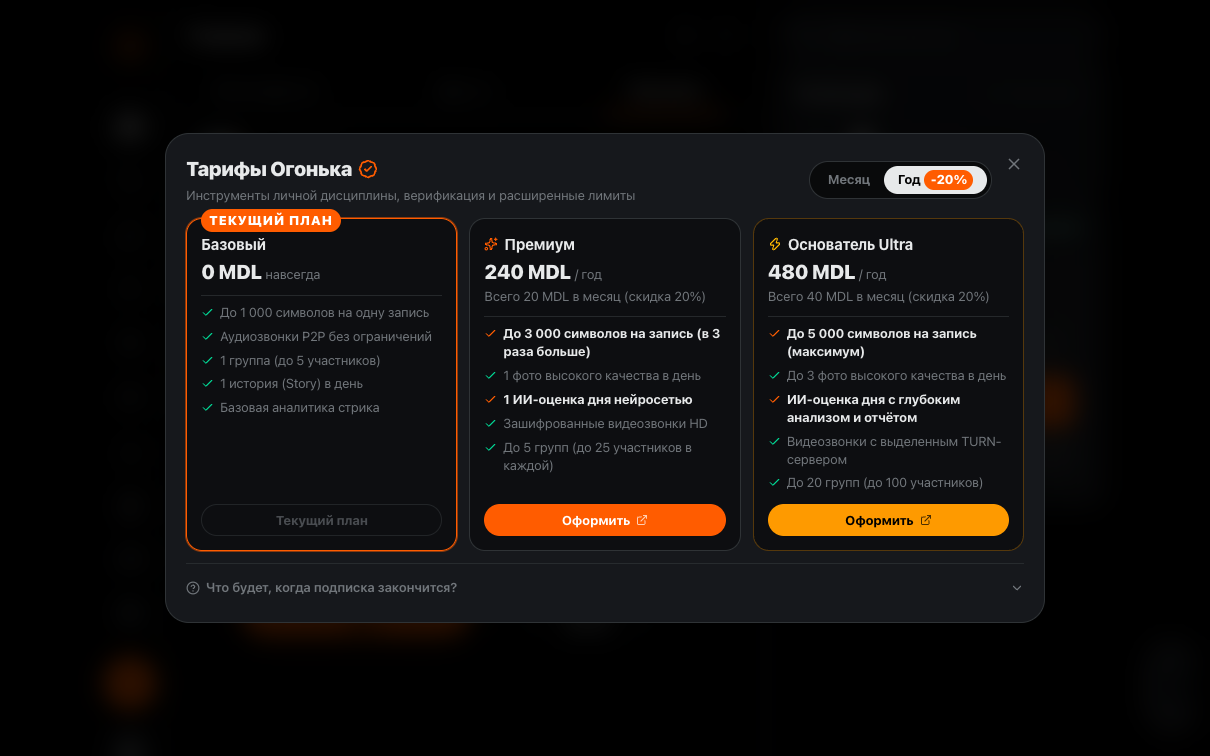 Тарифы Огонька
Инструменты личной дисциплины, верификация и расширенные лимиты
Месяц
Год -20%
ТЕКУЩИЙ ПЛАН
Базовый
0 MDL навсегда
До 1 000 символов на одну запись
Аудиозвонки P2P без ограничений
1 группа (до 5 участников)
1 история (Story) в день
Базовая аналитика стрика
Текущий план
Премиум
240 MDL / год
Всего 20 MDL в месяц (скидка 20%)
До 3 000 символов на запись (в 3
раза больше)
1 фото высокого качества в день
1 ИИ-оценка дня нейросетью
Зашифрованные видеозвонки HD
До 5 групп (до 25 участников в
каждой)
Оформить
Основатель Ultra
480 MDL / год
Всего 40 MDL в месяц (скидка 20%)
До 5 000 символов на запись
(максимум)
До 3 фото высокого качества в день
ИИ-оценка дня с глубоким
анализом и отчётом
Видеозвонки с выделенным TURN-
сервером
До 20 групп (до 100 участников)
Оформить
Что будет, когда подписка закончится?